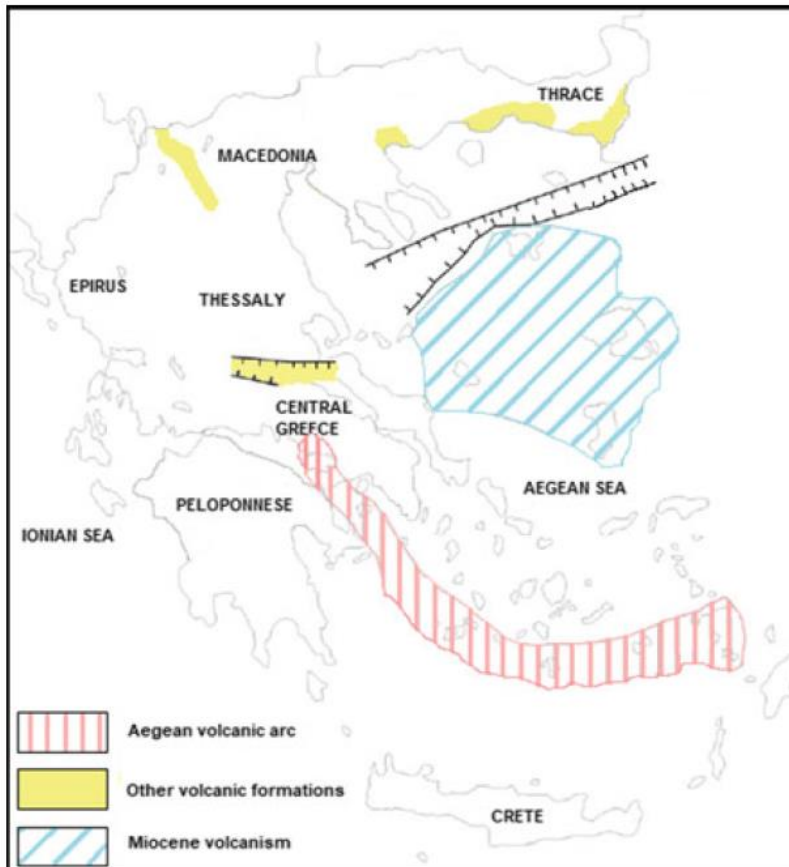 THRACE
MACEDONIA
EPIRUS
THESSALY
CENTRAL
GREECE
AEGEAN SEA
PELOPONNESE
IONIAN SEA
Aegean volcanic arc
Other volcanic formations
CRETE
Miocene volcanism